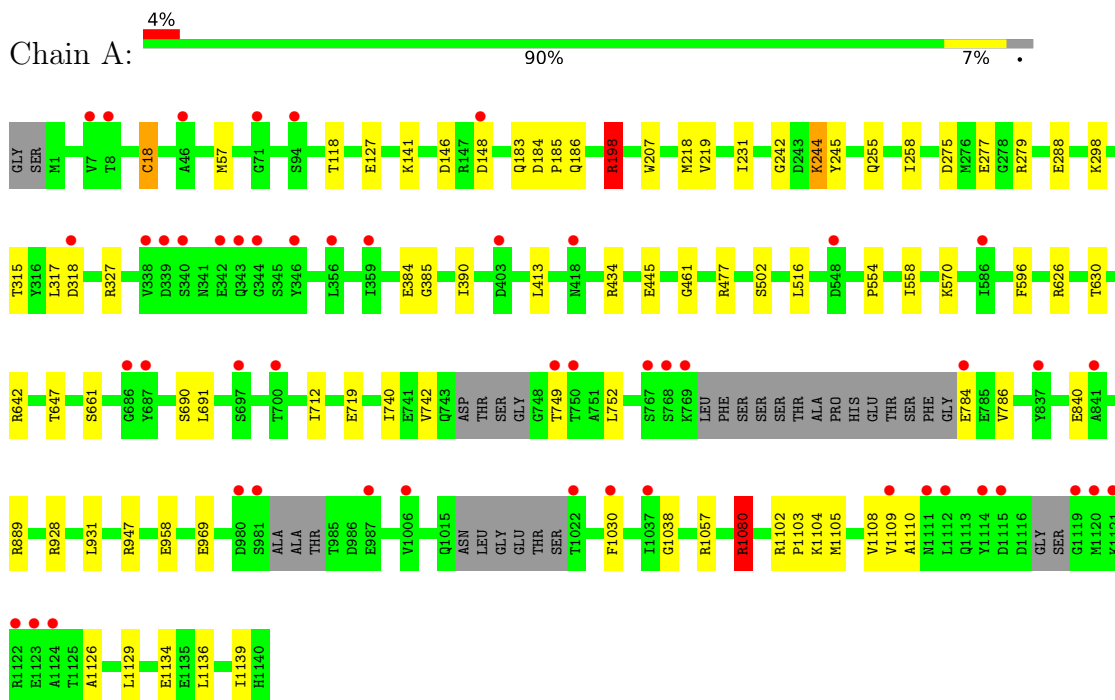 4%
Chain A:
90% 7% •
GLY SER M1 V7 T8 C18 A46 M57 G71 S94 T118 E127 K141 D146 R147 D148 Q183 D184 P185 Q186 R198 W207 M218 V219 I231 G242 D243 K244 Y245 Q255 I258 D275 M276 E277 G278 R279 E288 K298
T315 Y316 L317 D318 R327 V338 D339 S340 N341 E342 Q343 G344 S345 Y346 L356 I359 E384 G385 I390 D403 L413 N418 R434 E445 G461 R477 S502 L516 D548 P554 I558 K570 I586 F596 R626 T630
R642 T647 S661 G686 Y687 S690 L691 S697 T700 I712 E719 I740 E741 V742 Q743 ASP THR SER GLY G748 T749 T750 A751 L752 S767 S768 K769 LEU PHE SER SER SER THR ALA PRO HIS GLU THR SER PHE GLY E784 E785 V786 Y837 E840 A841
R889 R928 L931 R947 E958 E969 D980 S981 ALA ALA THR T985 D986 E987 V1006 Q1015 ASN LEU GLY GLU THR SER T1022 F1030 I1037 G1038 R1057 R1080 R1102 P1103 K1104 M1105 V1108 V1109 A1110 N1111 L1112 Q1113 Y1114 D1115 D1116 GLY SER G1119 M1120 K1121
R1122 E1123 A1124 T1125 A1126 L1129 E1134 E1135 L1136 I1139 H1140